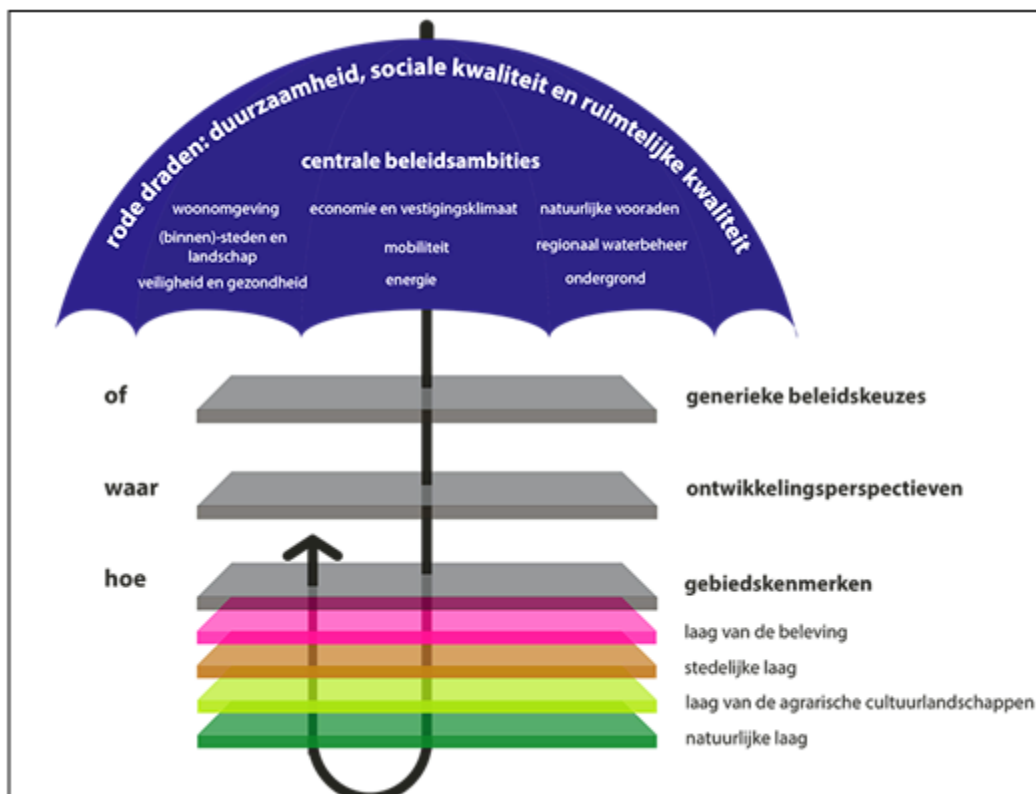 rode draden: duurzaamheid, sociale kwaliteit en ruimtelijke kwaliteit
centrale beleidsambities
woonomgeving
(binnen)-steden en
landschap
veiligheid en gezondheid
economie en vestigingsklimaat
mobiliteit
energie
natuurlijke vooraden
regionaal waterbeheer
ondergrond
of
generieke beleidskeuzes
waar
ontwikkelingsperspectieven
hoe
gebiedskenmerken
laag van de beleving
stedelijke laag
laag van de agrarische cultuurlandschappen
natuurlijke laag